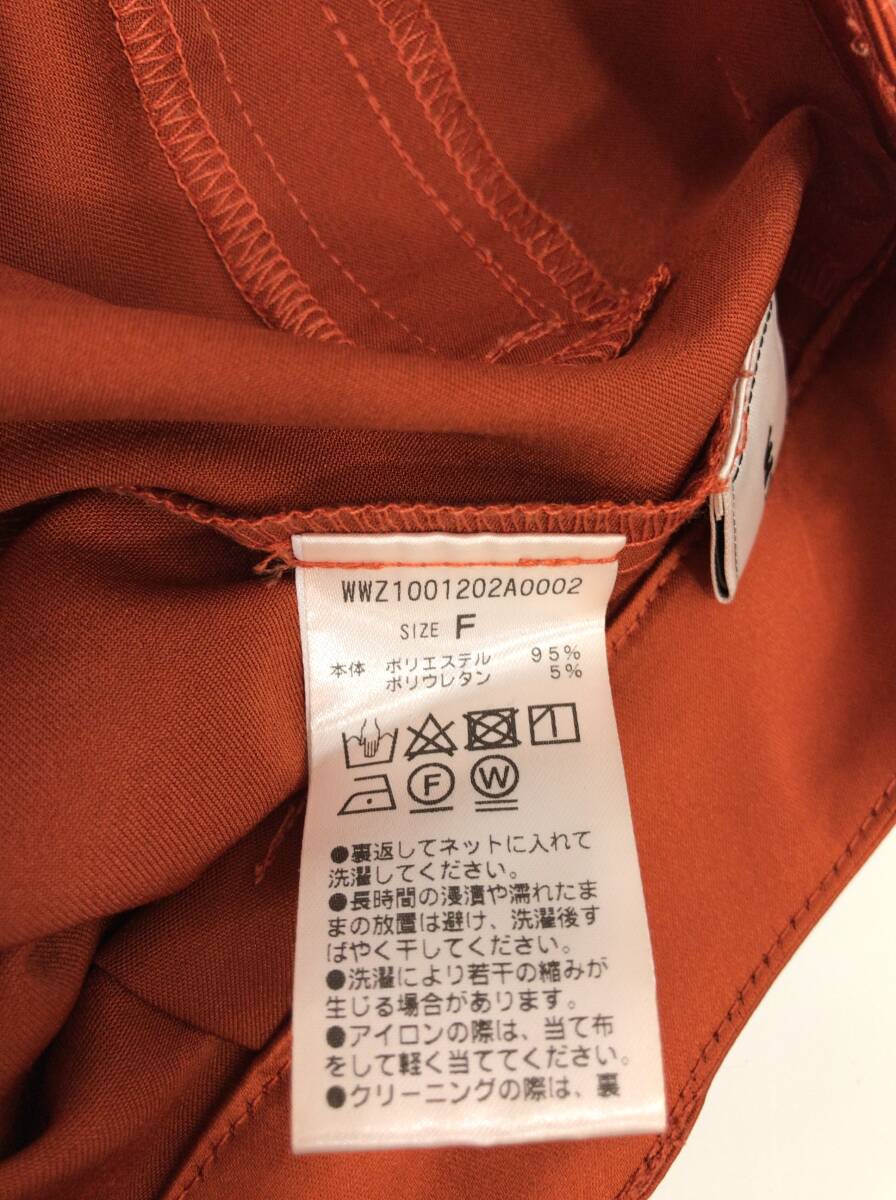 WWZ1001202A0002
SIZE F
本体 ポリエステル 95%
ポリウレタン 5%
F W
●裏返してネットに入れて
洗濯してください。
●長時間の浸漬や濡れたま
まの放置は避け、洗濯後す
ばやく干してください。
●洗濯により若干の縮みが
生じる場合があります。
●アイロンの際は、当て布
をして軽く当ててください。
●クリーニングの際は、裏